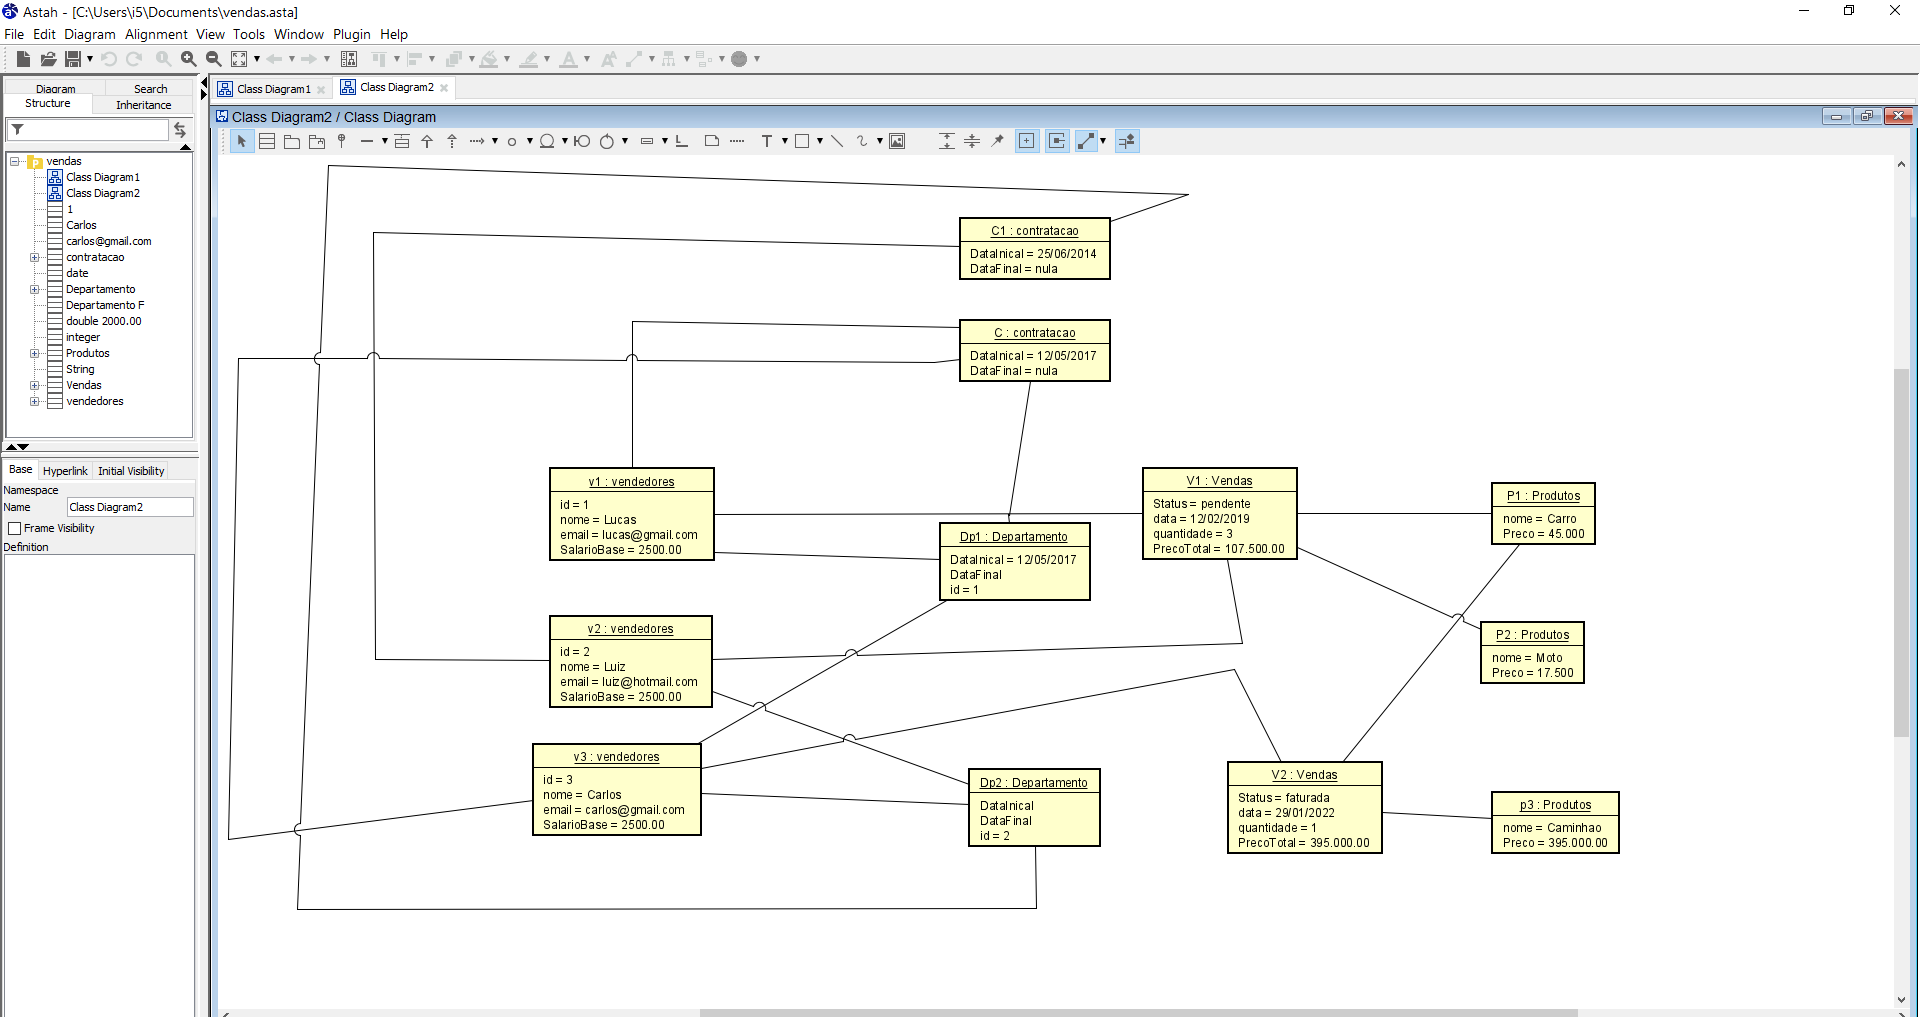 Astah - [C:\Users\i5\Documents\vendas.asta]
File Edit Diagram Alignment View Tools Window Plugin Help
Diagram Search
Structure Inheritance
vendas
Class Diagram1
Class Diagram2
1
Carlos
carlos@gmail.com
contratacao
date
Departamento
Departamento F
double 2000.00
integer
Produtos
String
Vendas
vendedores
Base Hyperlink Initial Visibility
Namespace
Name Class Diagram2
Frame Visibility
Definition
Class Diagram1 Class Diagram2
Class Diagram2 / Class Diagram
C1 : contratacao
DataInical = 25/06/2014
DataFinal = nula
C : contratacao
DataInical = 12/05/2017
DataFinal = nula
v1 : vendedores
id = 1
nome = Lucas
email = lucas@gmail.com
SalarioBase = 2500.00
Dp1 : Departamento
DataInical = 12/05/2017
DataFinal
id = 1
V1 : Vendas
Status = pendente
data = 12/02/2019
quantidade = 3
PrecoTotal = 107.500.00
P1 : Produtos
nome = Carro
Preco = 45.000
v2 : vendedores
id = 2
nome = Luiz
email = luiz@hotmail.com
SalarioBase = 2500.00
P2 : Produtos
nome = Moto
Preco = 17.500
v3 : vendedores
id = 3
nome = Carlos
email = carlos@gmail.com
SalarioBase = 2500.00
Dp2 : Departamento
DataInical
DataFinal
id = 2
V2 : Vendas
Status = faturada
data = 29/01/2022
quantidade = 1
PrecoTotal = 395.000.00
p3 : Produtos
nome = Caminhao
Preco = 395.000.00